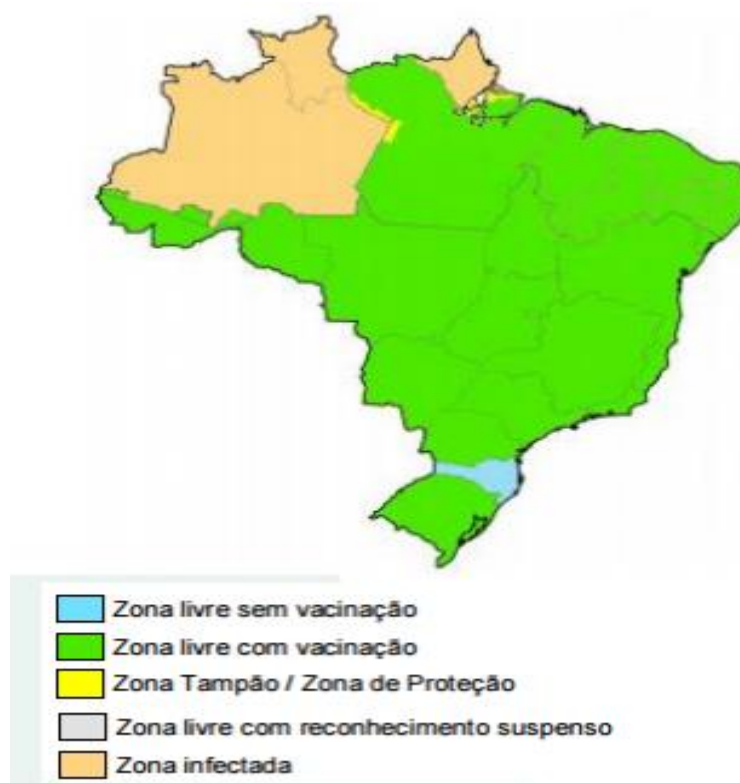 Zona livre sem vacinação
Zona livre com vacinação
Zona Tampão / Zona de Proteção
Zona livre com reconhecimento suspenso
Zona infectada